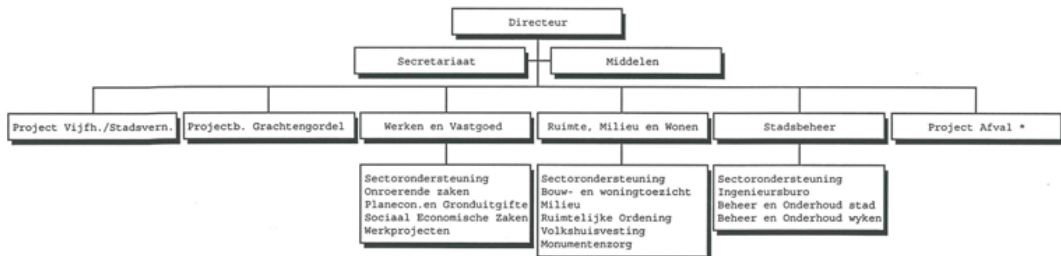 Directeur
Secretariaat
Middelen
Project Vijfh./Stadsvern.
Projectb. Grachtengordel
Werken en Vastgoed
Ruimte, Milieu en Wonen
Stadsbeheer
Project Afval *
Sectorondersteuning
Onroerende zaken
Planecon.en Gronduitgifte
Sociaal Economische Zaken
Werkprojecten
Sectorondersteuning
Bouw- en woningtoezicht
Milieu
Ruimtelijke Ordening
Volkshuisvesting
Monumentenzorg
Sectorondersteuning
Ingenieursburo
Beheer en Onderhoud stad
Beheer en Onderhoud wyken